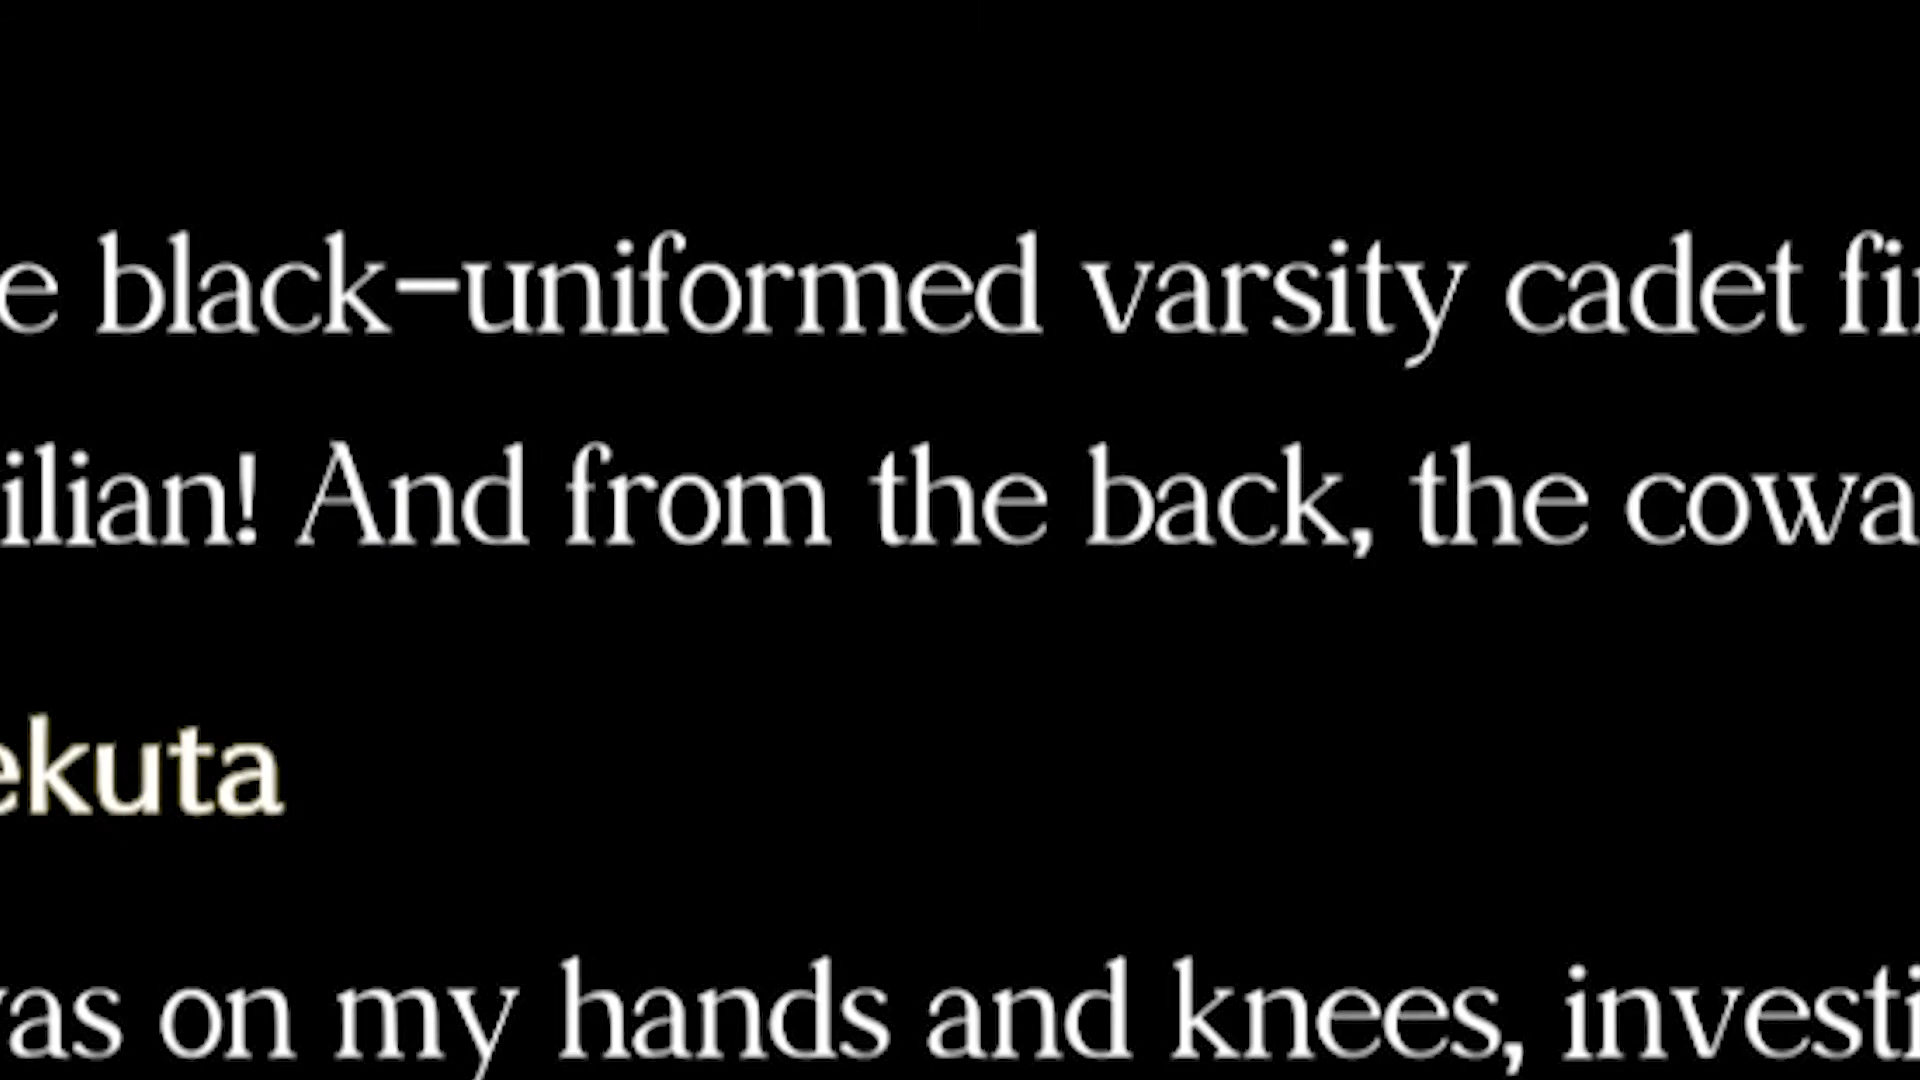 e black-uniformed varsity cadet fi
ilian! And from the back, the cowa
ekuta
as on my hands and knees, investi